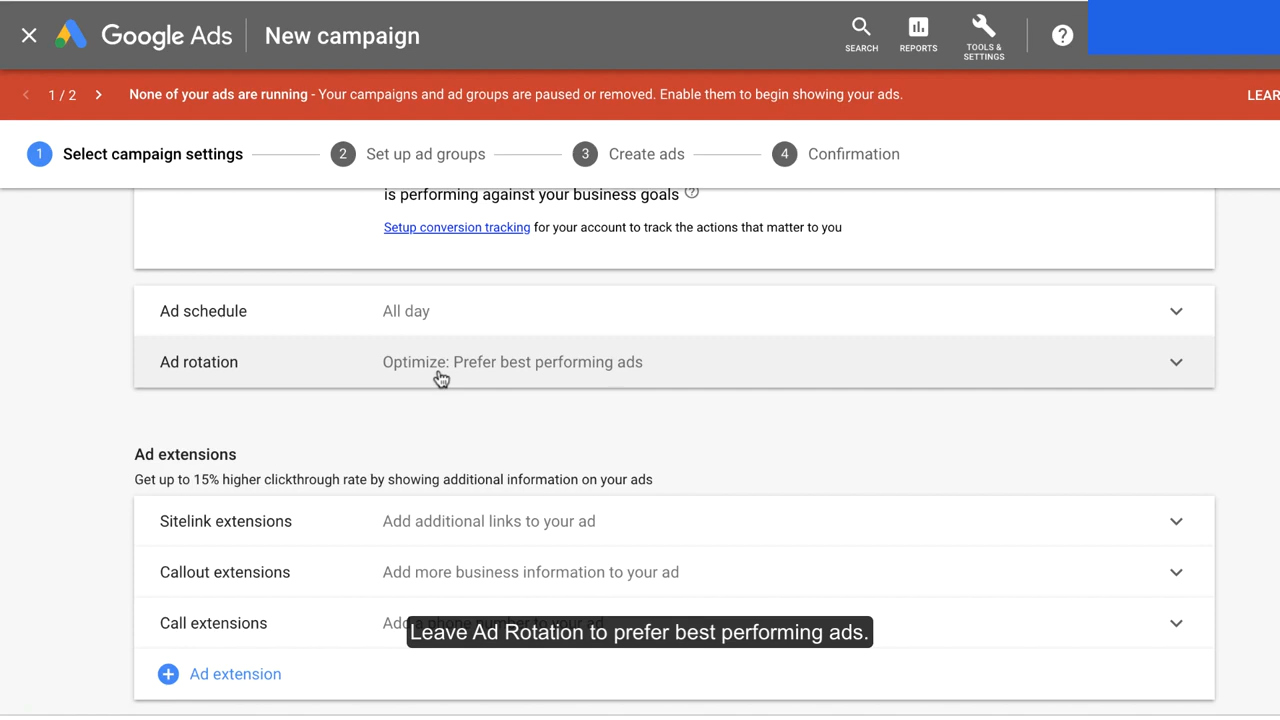 Google Ads
New campaign
SEARCH
REPORTS
TOOLS &
SETTINGS
1 / 2
None of your ads are running - Your campaigns and ad groups are paused or removed. Enable them to begin showing your ads.
1 Select campaign settings
2 Set up ad groups
3 Create ads
4 Confirmation
is performing against your business goals
Setup conversion tracking for your account to track the actions that matter to you
Ad schedule All day
Ad rotation Optimize: Prefer best performing ads
Ad extensions
Get up to 15% higher clickthrough rate by showing additional information on your ads
Sitelink extensions Add additional links to your ad
Callout extensions Add more business information to your ad
Call extensions Add a phone number to your ad
Leave Ad Rotation to prefer best performing ads.
Ad extension